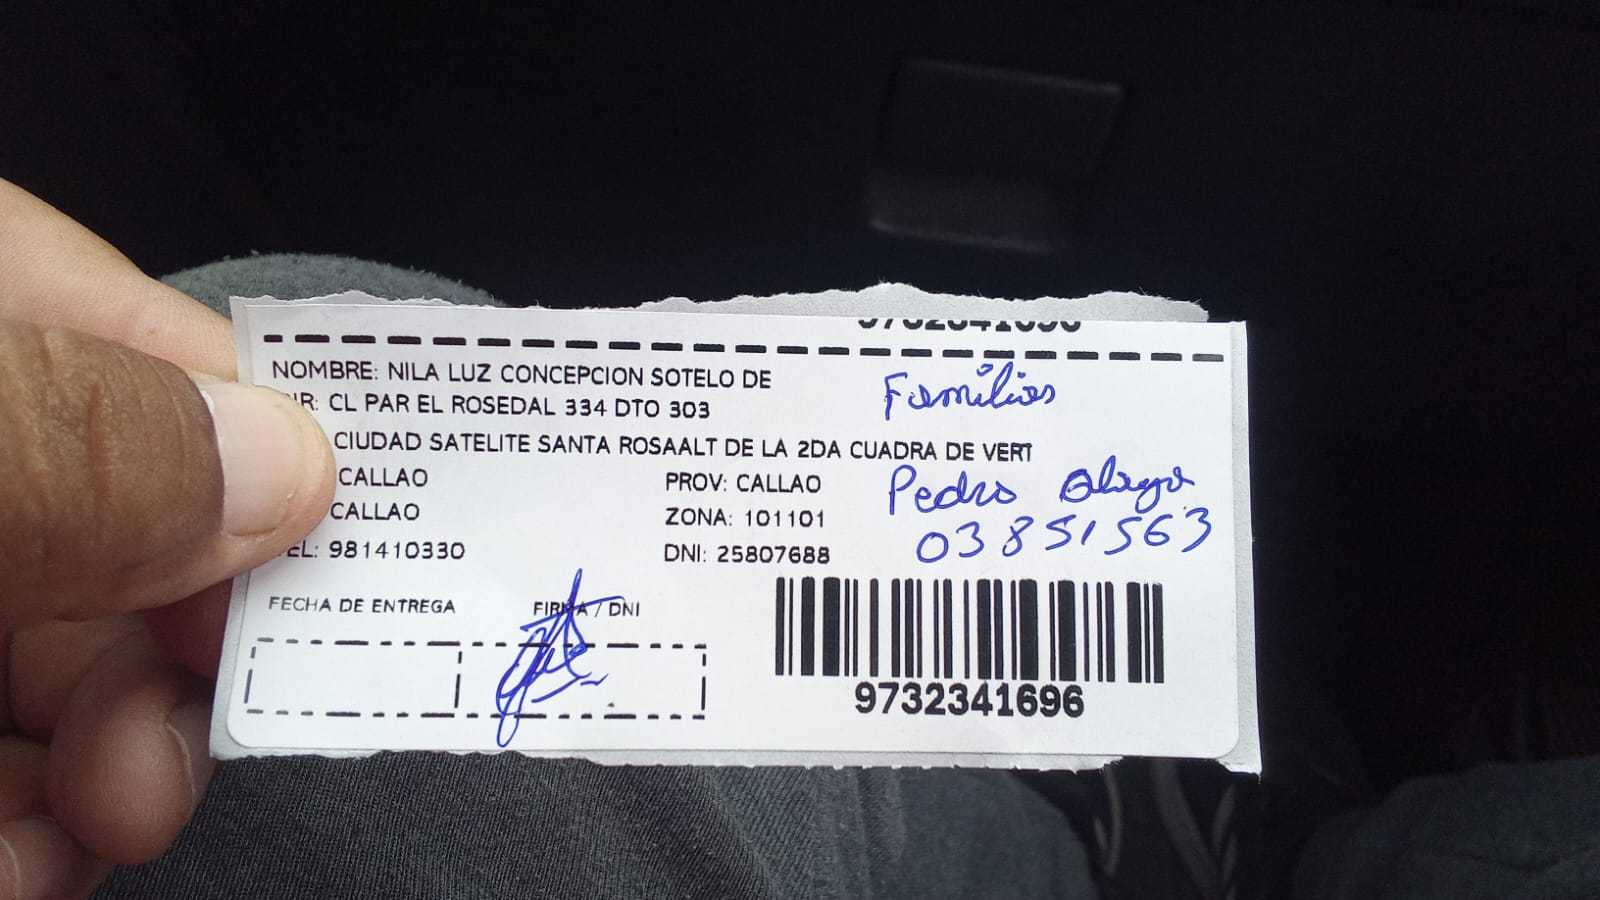 9732341696
NOMBRE: NILA LUZ CONCEPCION SOTELO DE
Familiar
IR: CL PAR EL ROSEDAL 334 DTO 303
CIUDAD SATELITE SANTA ROSAALT DE LA 2DA CUADRA DE VERT
CALLAO
PROV: CALLAO
Pedro
CALLAO
ZONA: 101101
03851563
EL: 981410330
DNI: 25807688
FECHA DE ENTREGA
FIRMA / DNI
9732341696